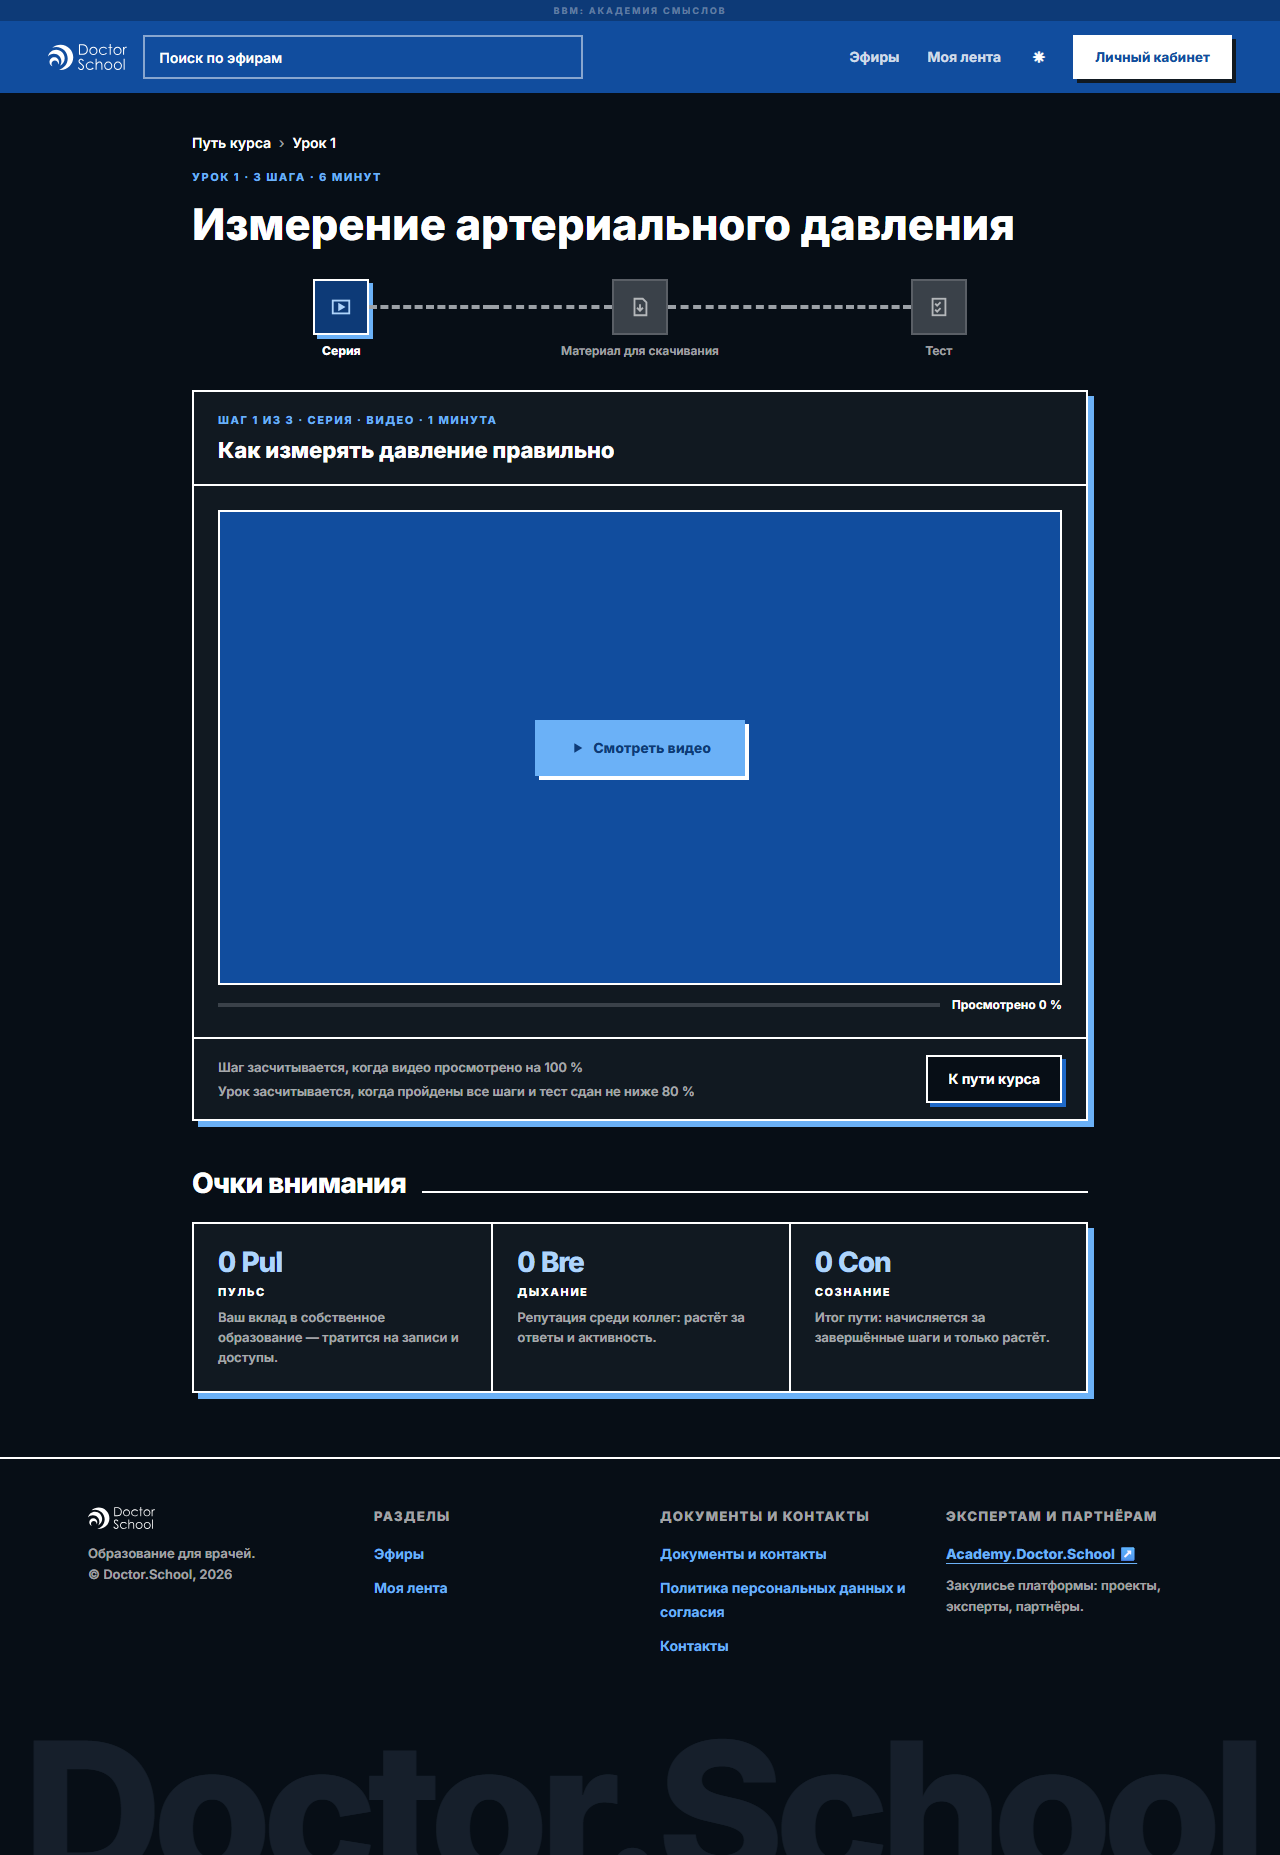 ВВМ: АКАДЕМИЯ СМЫСЛОВ
Doctor School
Поиск по эфирам
Эфиры
Моя лента
Личный кабинет
Путь курса › Урок 1
УРОК 1 · 3 ШАГА · 6 МИНУТ
Измерение артериального давления
Серия
Материал для скачивания
Тест
ШАГ 1 ИЗ 3 · СЕРИЯ · ВИДЕО · 1 МИНУТА
Как измерять давление правильно
Смотреть видео
Просмотрено 0 %
Шаг засчитывается, когда видео просмотрено на 100 %
Урок засчитывается, когда пройдены все шаги и тест сдан не ниже 80 %
К пути курса
Очки внимания
0 Pul
ПУЛЬС
Ваш вклад в собственное
образование — тратится на записи и
доступы.
0 Bre
ДЫХАНИЕ
Репутация среди коллег: растёт за
ответы и активность.
0 Con
СОЗНАНИЕ
Итог пути: начисляется за
завершённые шаги и только растёт.
Doctor School
Образование для врачей.
© Doctor.School, 2026
РАЗДЕЛЫ
Эфиры
Моя лента
ДОКУМЕНТЫ И КОНТАКТЫ
Документы и контакты
Политика персональных данных и
согласия
Контакты
ЭКСПЕРТАМ И ПАРТНЁРАМ
Academy.Doctor.School ↗
Закулисье платформы: проекты,
эксперты, партнёры.
Doctor.School